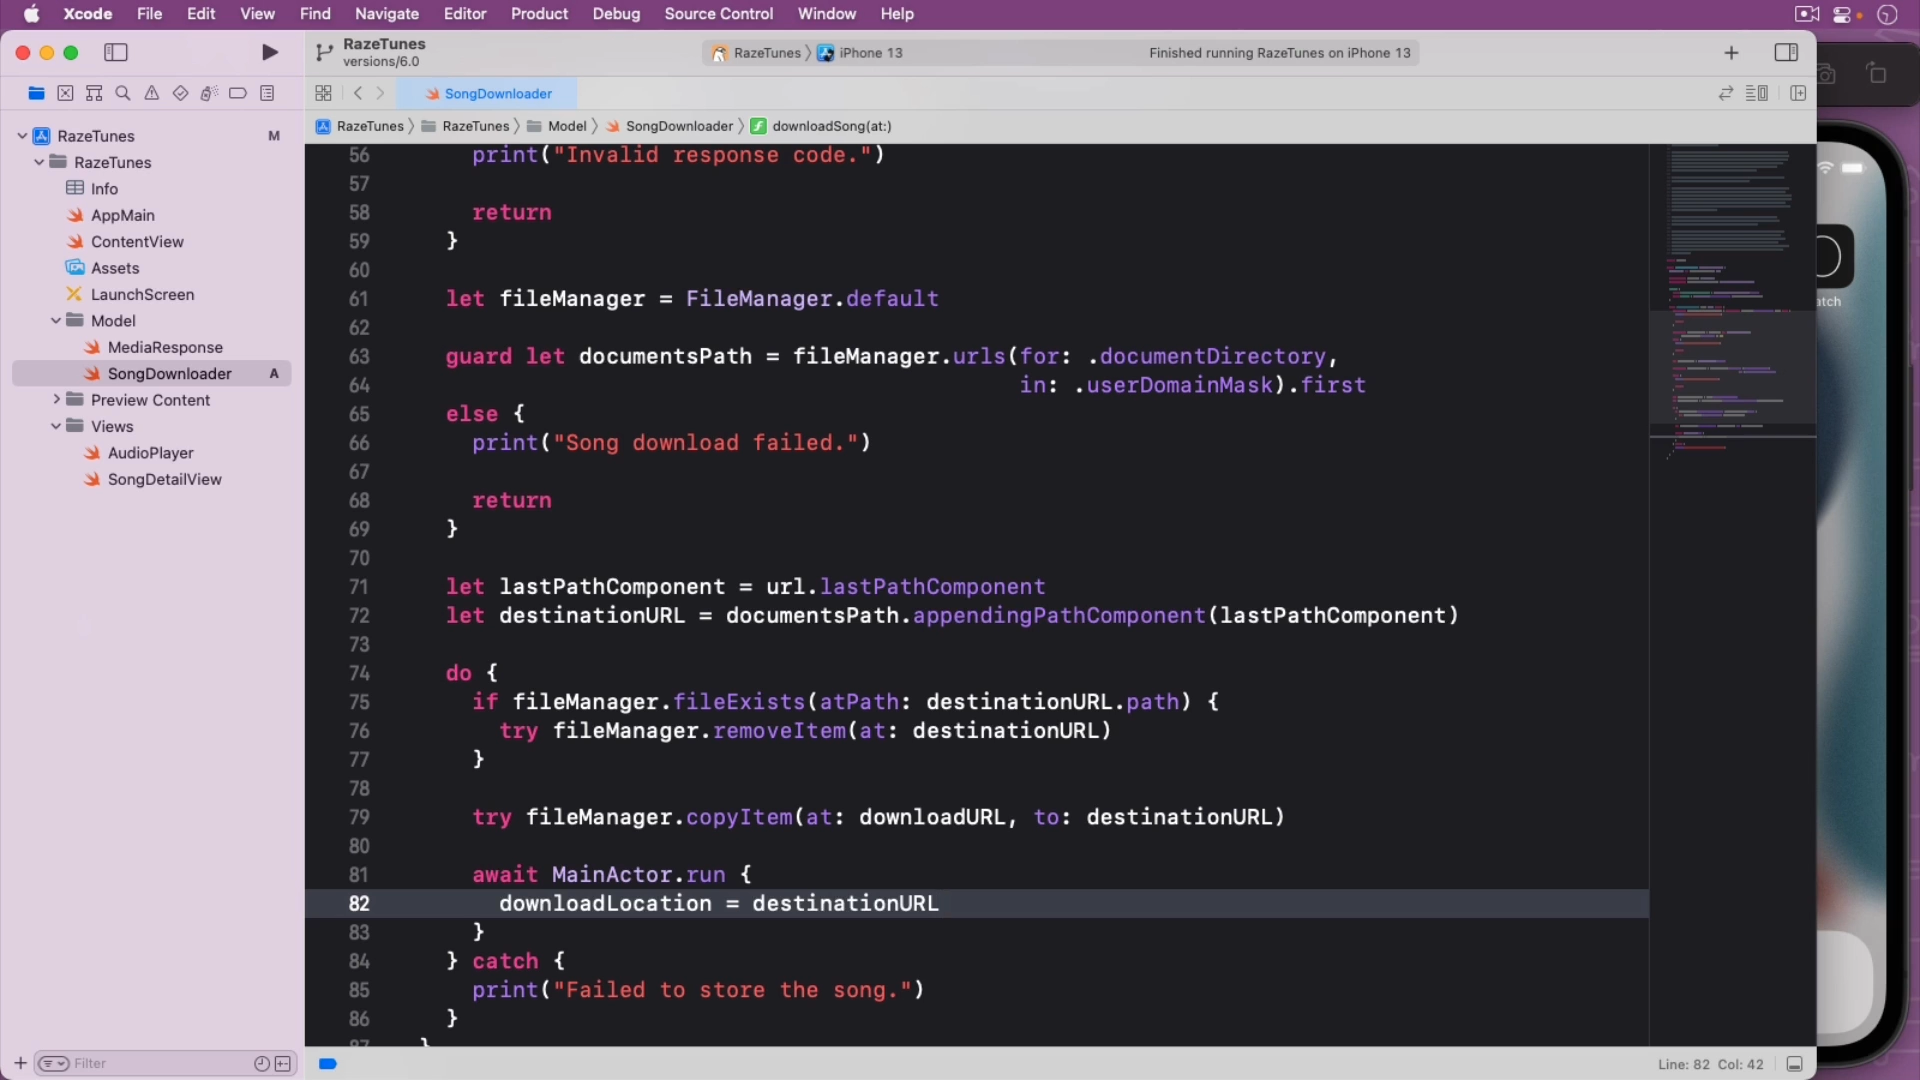 Xcode File Edit View Find Navigate Editor Product Debug Source Control Window Help
RazeTunes
versions/6.0
RazeTunes 〉 iPhone 13
Finished running RazeTunes on iPhone 13
SongDownloader
RazeTunes 〉 RazeTunes 〉 Model 〉 SongDownloader 〉 downloadSong(at:)
RazeTunes M
RazeTunes
Info
AppMain
ContentView
Assets
LaunchScreen
Model
MediaResponse
SongDownloader A
Preview Content
Views
AudioPlayer
SongDetailView
Filter
56 print("Invalid response code.")
57
58 return
59 }
60
61 let fileManager = FileManager.default
62
63 guard let documentsPath = fileManager.urls(for: .documentDirectory,
64 in: .userDomainMask).first
65 else {
66 print("Song download failed.")
67
68 return
69 }
70
71 let lastPathComponent = url.lastPathComponent
72 let destinationURL = documentsPath.appendingPathComponent(lastPathComponent)
73
74 do {
75 if fileManager.fileExists(atPath: destinationURL.path) {
76 try fileManager.removeItem(at: destinationURL)
77 }
78
79 try fileManager.copyItem(at: downloadURL, to: destinationURL)
80
81 await MainActor.run {
82 downloadLocation = destinationURL
83 }
84 } catch {
85 print("Failed to store the song.")
86 }
87 }
Line: 82 Col: 42